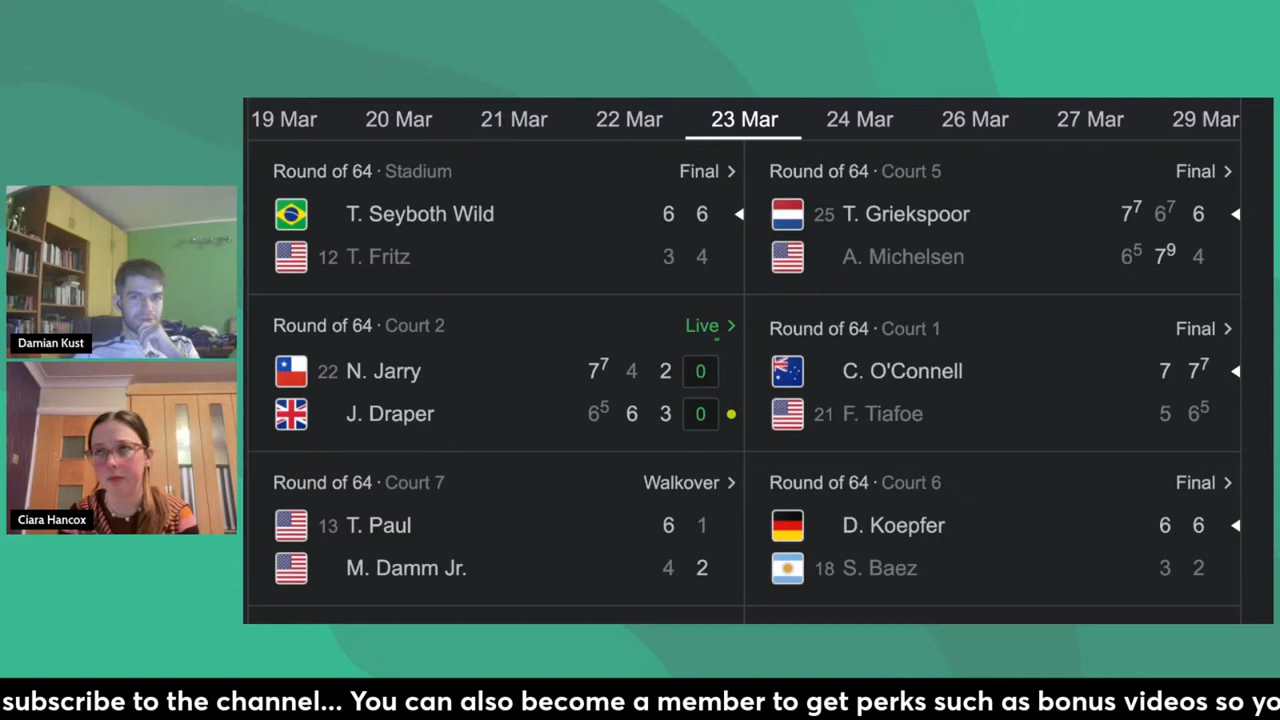 19 Mar 20 Mar 21 Mar 22 Mar 23 Mar 24 Mar 26 Mar 27 Mar 29 Mar
Round of 64 · Stadium Final >
T. Seyboth Wild 6 6
12 T. Fritz 3 4
Round of 64 · Court 5 Final >
25 T. Griekspoor 7⁷ 6⁷ 6
A. Michelsen 6⁵ 7⁹ 4
Round of 64 · Court 2 Live >
22 N. Jarry 7⁷ 4 2 0
J. Draper 6⁵ 6 3 0
Round of 64 · Court 1 Final >
C. O'Connell 7 7⁷
21 F. Tiafoe 5 6⁵
Round of 64 · Court 7 Walkover >
13 T. Paul 6 1
M. Damm Jr. 4 2
Round of 64 · Court 6 Final >
D. Koepfer 6 6
18 S. Baez 3 2
Damian Kust
Ciara Hancox
subscribe to the channel... You can also become a member to get perks such as bonus videos so yo